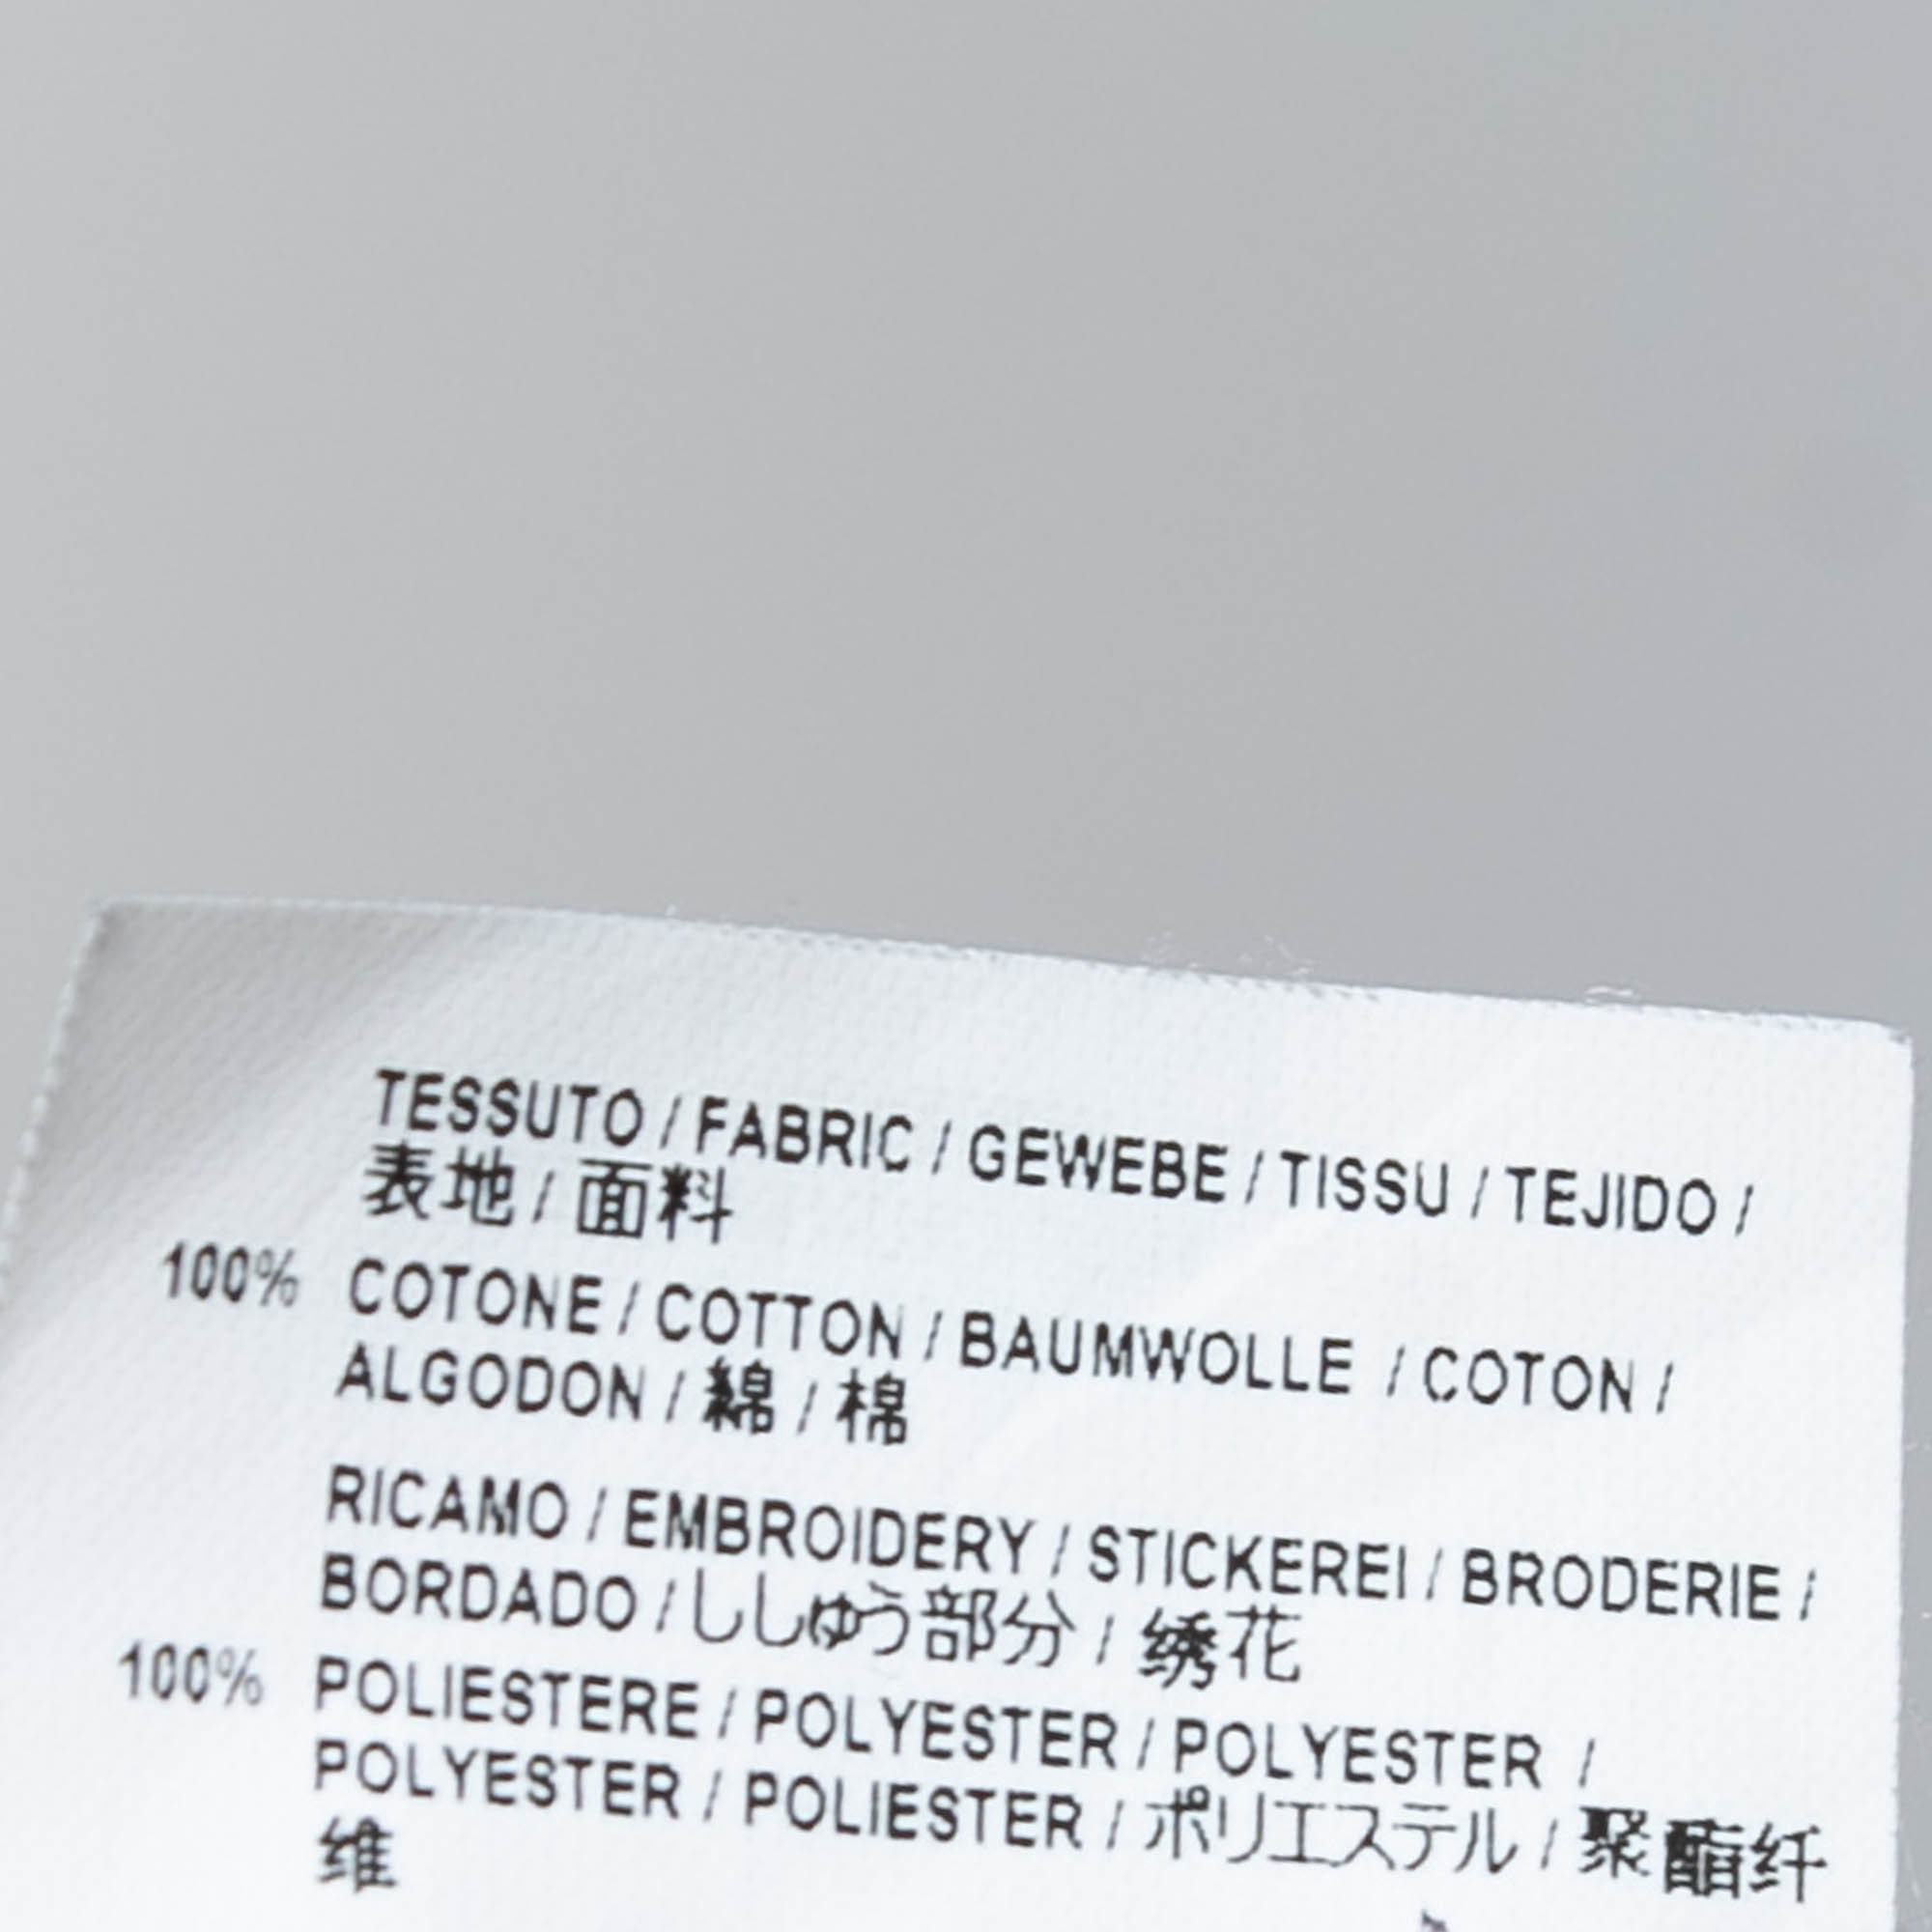 TESSUTO / FABRIC / GEWEBE / TISSU / TEJIDO /
表地 / 面料
100% COTONE / COTTON / BAUMWOLLE / COTON /
ALGODON / 綿 / 棉
RICAMO / EMBROIDERY / STICKEREI / BRODERIE /
BORDADO / ししゅう部分 / 绣花
100% POLIESTERE / POLYESTER / POLYESTER /
POLYESTER / POLIESTER / ポリエステル / 聚酯纤
维